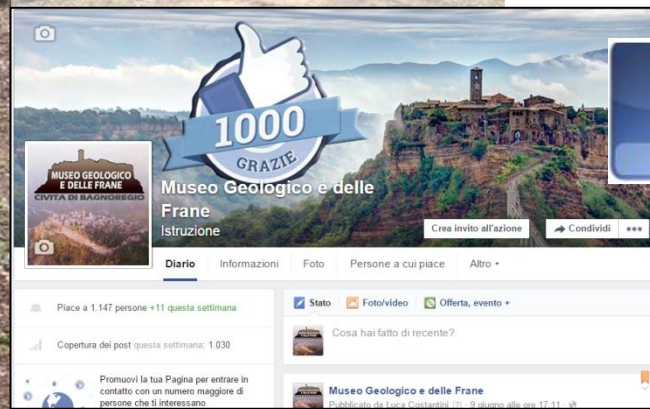 1000
GRAZIE
MUSEO GEOLOGICO
E DELLE FRANE
CIVITA DI BAGNOREGIO
Museo Geologico e delle
Frane
Istruzione
Crea invito all'azione
Condividi
Diario Informazioni Foto Persone a cui piace Altro
Piace a 1.147 persone +11 questa settimana
Copertura dei post questa settimana: 1.030
Promuovi la tua Pagina per entrare in
contatto con un numero maggiore di
persone che ti interessano.
Stato Foto/video Offerta, evento +
Cosa hai fatto di recente?
Museo Geologico e delle Frane
Pubblicato da Luca Costantini [?] · 9 giugno alle ore 17.11 ·